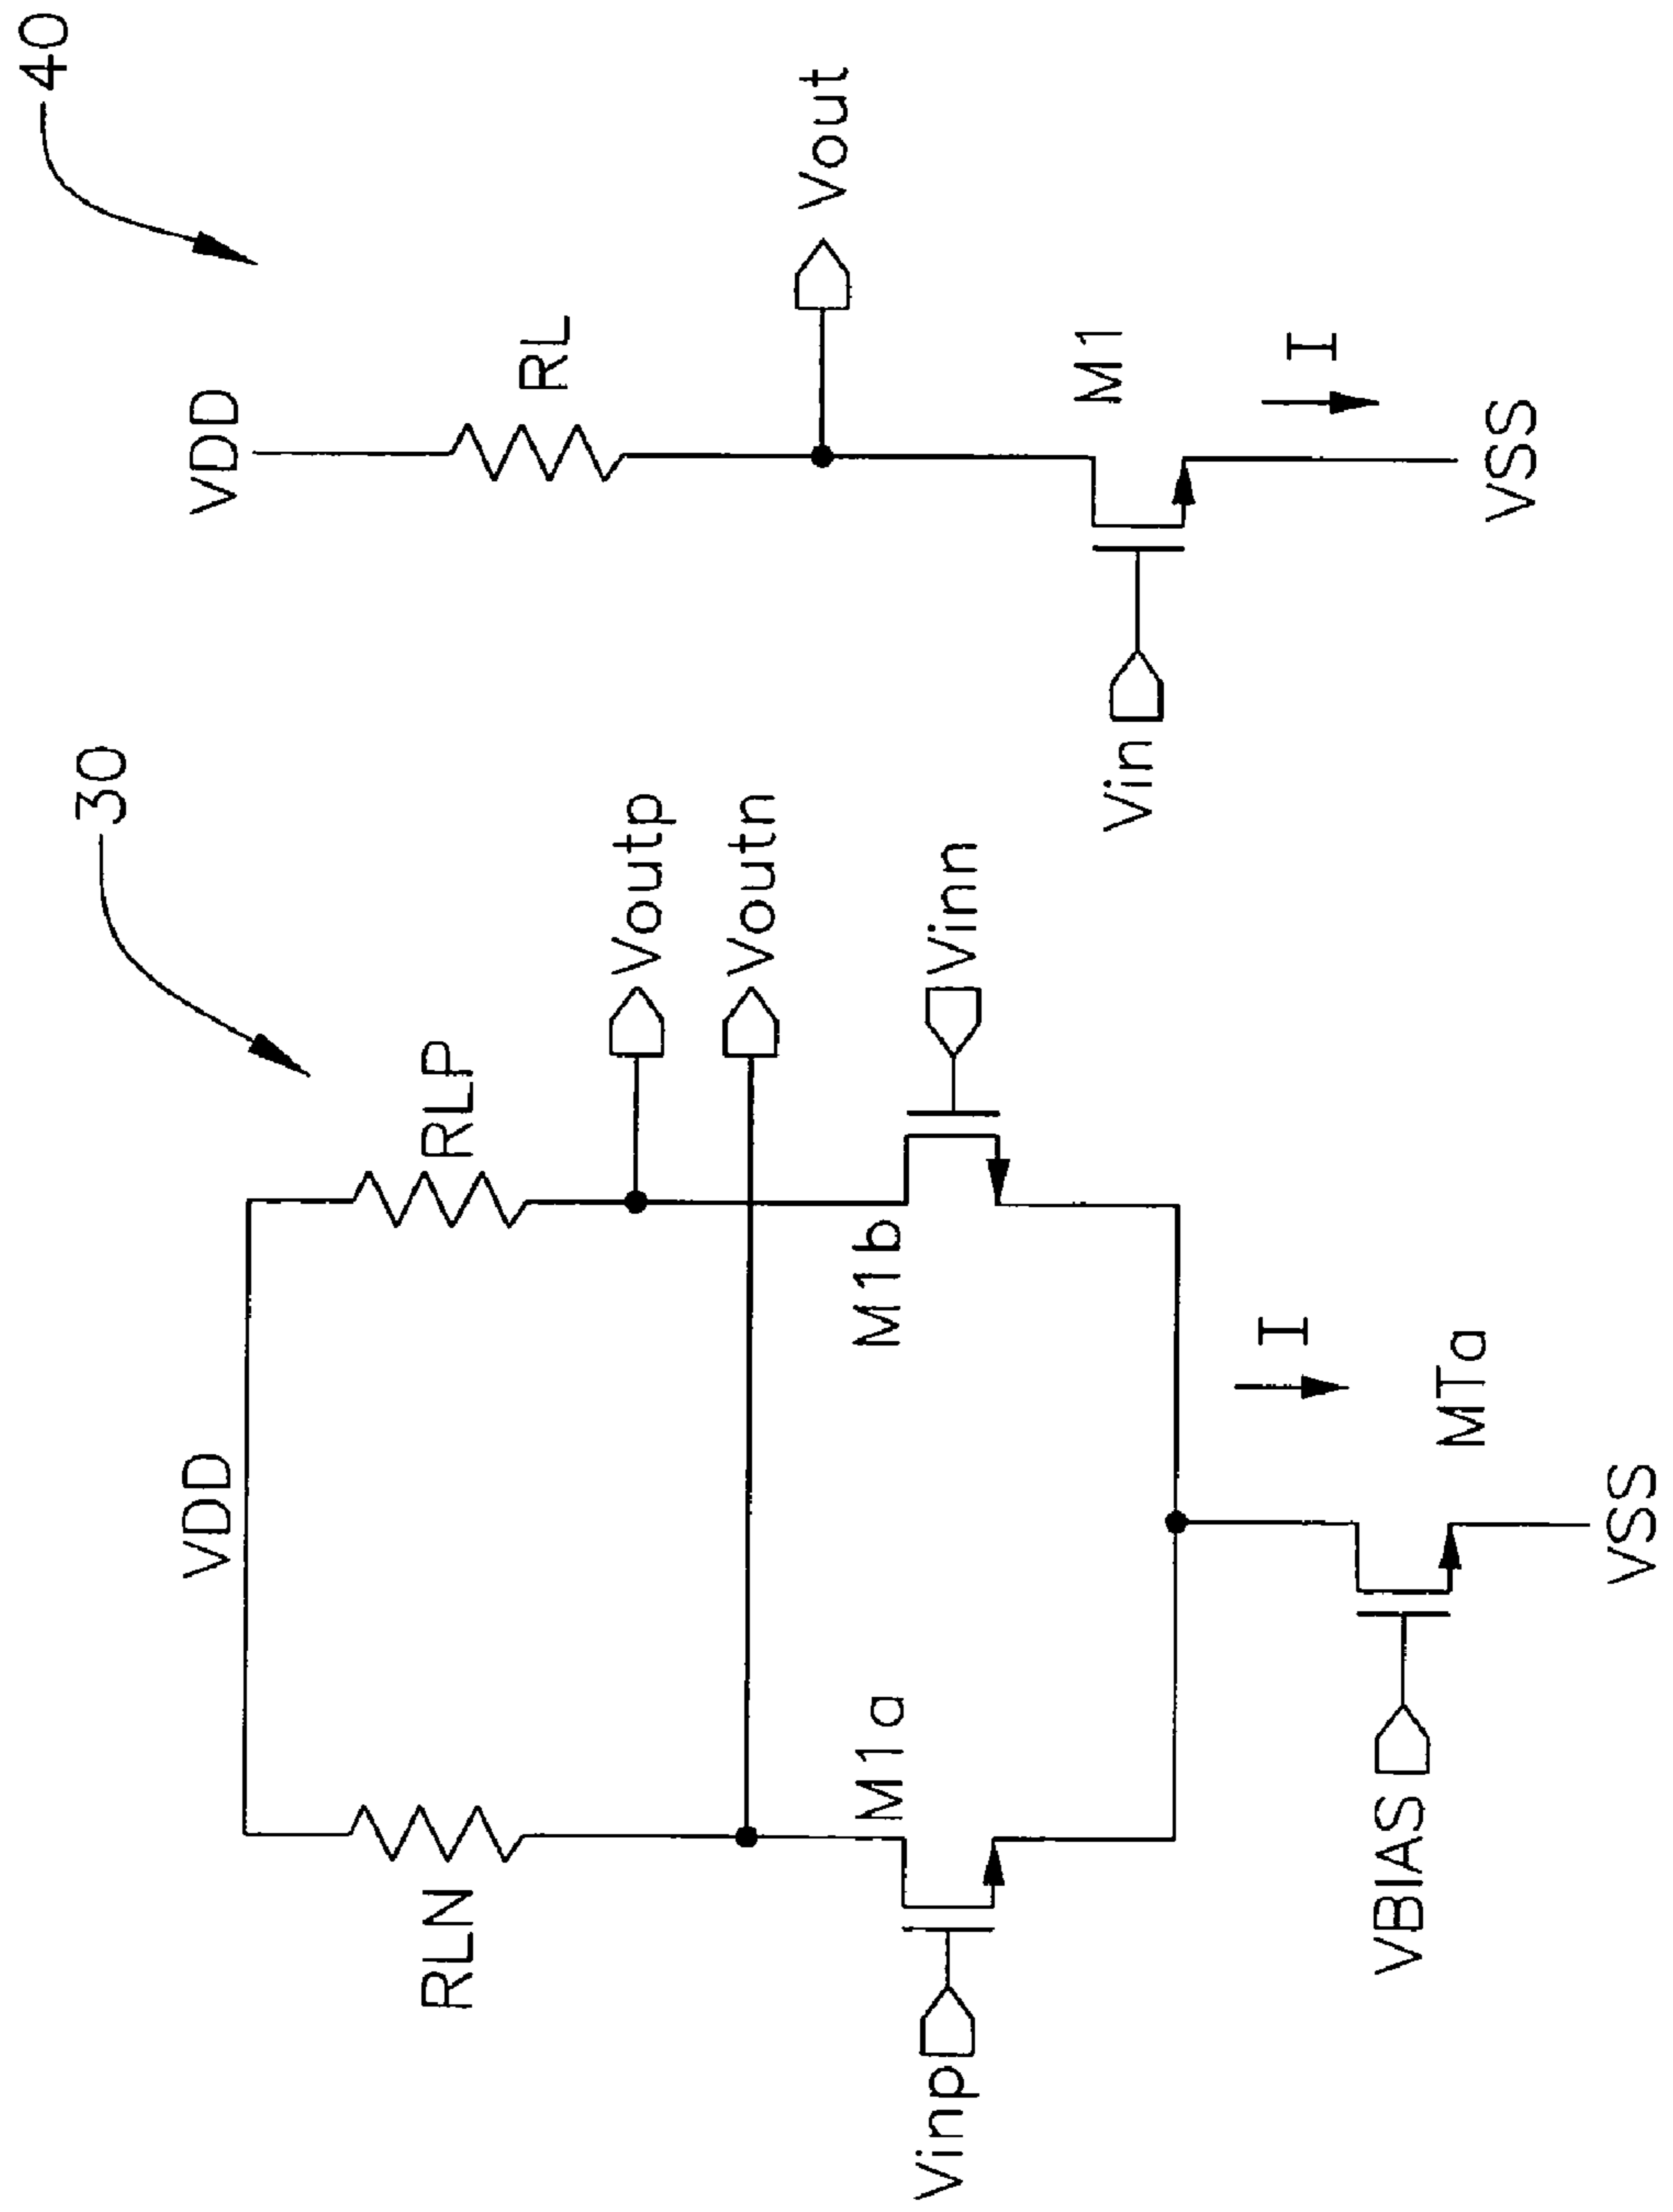 30
40
VDD
VDD
RLN
RLP
RL
Voutp
Voutn
Vout
M1a
M1b
Vinp
Vinn
M1
Vin
I
I
VBIAS
MTa
VSS
VSS